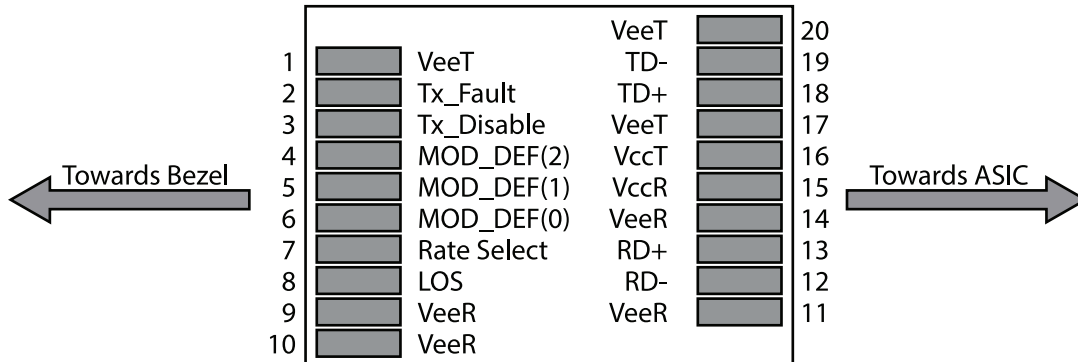 VeeT 20
1 VeeT TD- 19
2 Tx_Fault TD+ 18
3 Tx_Disable VeeT 17
4 MOD_DEF(2) VccT 16
Towards Bezel 5 MOD_DEF(1) VccR 15 Towards ASIC
6 MOD_DEF(0) VeeR 14
7 Rate Select RD+ 13
8 LOS RD- 12
9 VeeR VeeR 11
10 VeeR